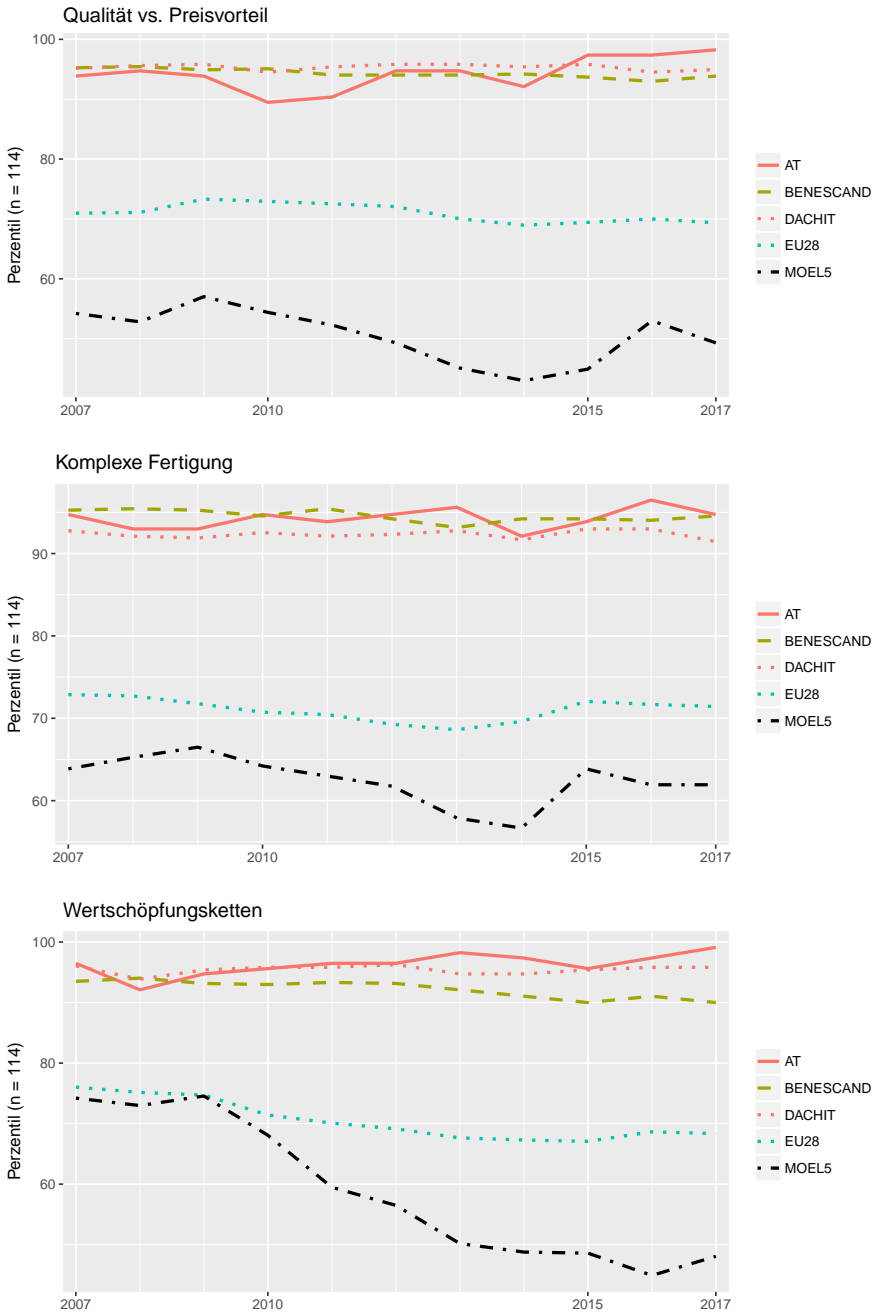 Qualität vs. Preisvorteil
100
80
60
Perzentil (n = 114)
2007
2010
2015
2017
AT
BENESCAND
DACHIT
EU28
MOEL5
Komplexe Fertigung
90
80
70
60
Perzentil (n = 114)
2007
2010
2015
2017
AT
BENESCAND
DACHIT
EU28
MOEL5
Wertschöpfungsketten
100
80
60
Perzentil (n = 114)
2007
2010
2015
2017
AT
BENESCAND
DACHIT
EU28
MOEL5